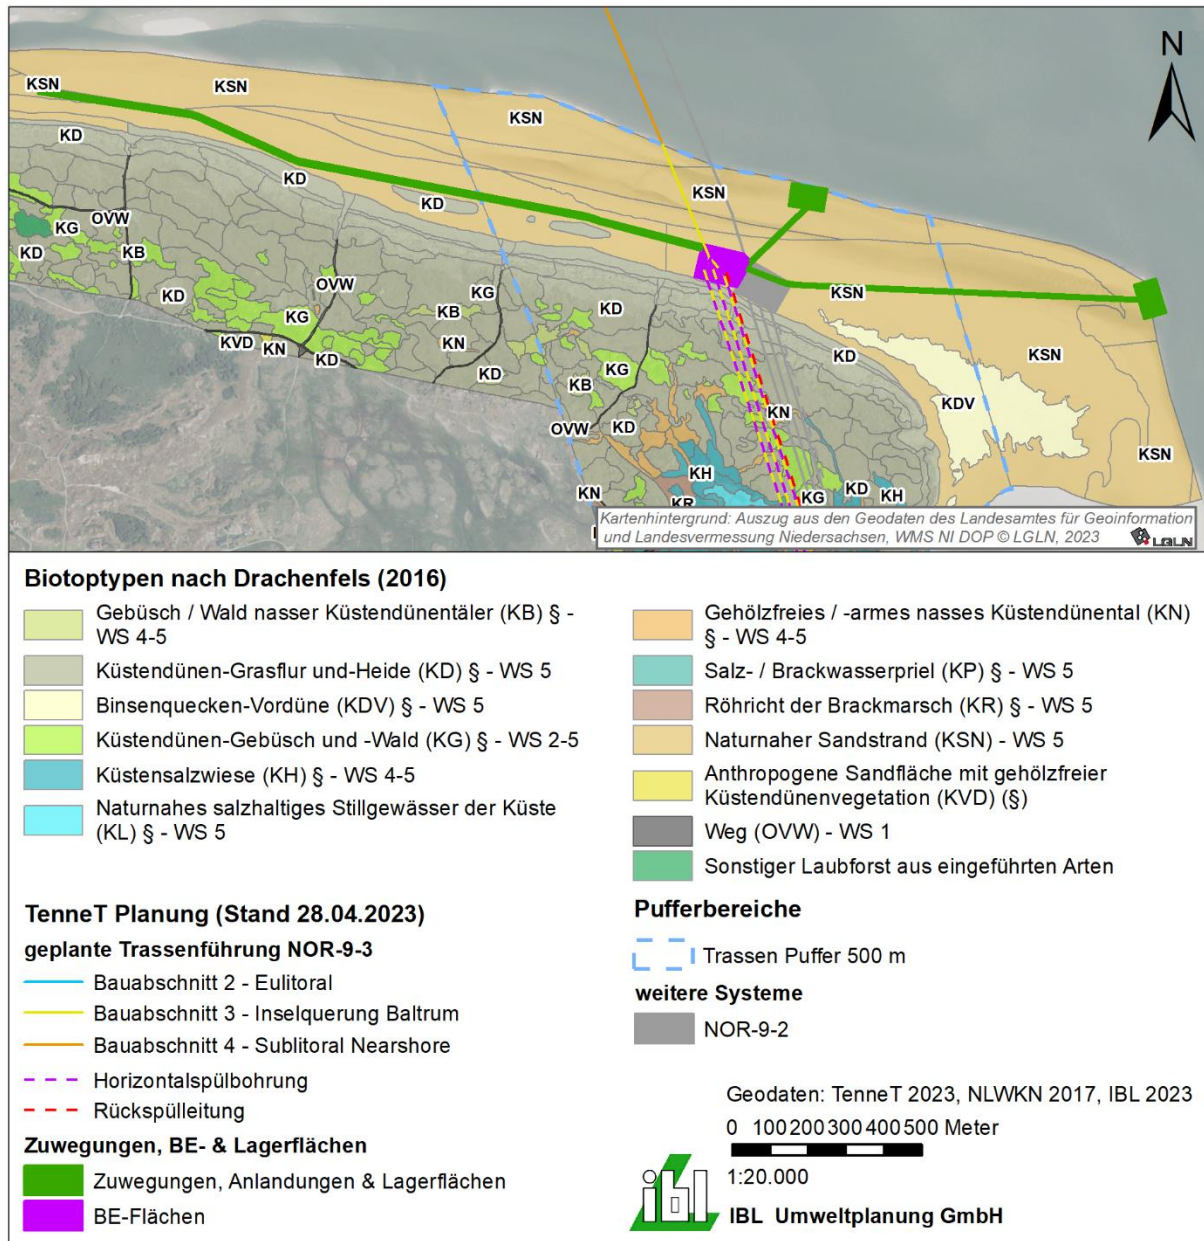 N
KSN
KSN
KSN
KD
KSN
KD
KD
OVW
KG
KD
KB
KD
OVW
KG
KSN
KG
KB
KD
KVD
KN
KD
KN
KD
KD
KG
KB
KSN
KDV
OVW
KD
KN
KSN
KH
KN
KR
KG
KD
KH
Kartenhintergrund: Auszug aus den Geodaten des Landesamtes für Geoinformation
und Landesvermessung Niedersachsen, WMS NI DOP © LGLN, 2023
LGLN
Biotoptypen nach Drachenfels (2016)
Gebüsch / Wald nasser Küstendünentäler (KB) § -
WS 4-5
Küstendünen-Grasflur und-Heide (KD) § - WS 5
Binsenquecken-Vordüne (KDV) § - WS 5
Küstendünen-Gebüsch und -Wald (KG) § - WS 2-5
Küstensalzwiese (KH) § - WS 4-5
Naturnahes salzhaltiges Stillgewässer der Küste
(KL) § - WS 5
Gehölzfreies / -armes nasses Küstendünental (KN)
§ - WS 4-5
Salz- / Brackwasserpriel (KP) § - WS 5
Röhricht der Brackmarsch (KR) § - WS 5
Naturnaher Sandstrand (KSN) - WS 5
Anthropogene Sandfläche mit gehölzfreier
Küstendünenvegetation (KVD) (§)
Weg (OVW) - WS 1
Sonstiger Laubforst aus eingeführten Arten
TenneT Planung (Stand 28.04.2023)
geplante Trassenführung NOR-9-3
Bauabschnitt 2 - Eulitoral
Bauabschnitt 3 - Inselquerung Baltrum
Bauabschnitt 4 - Sublitoral Nearshore
Horizontalspülbohrung
Rückspülleitung
Zuwegungen, BE- & Lagerflächen
Zuwegungen, Anlandungen & Lagerflächen
BE-Flächen
Pufferbereiche
Trassen Puffer 500 m
weitere Systeme
NOR-9-2
Geodaten: TenneT 2023, NLWKN 2017, IBL 2023
0 100 200 300 400 500 Meter
1:20.000
ibl
IBL Umweltplanung GmbH